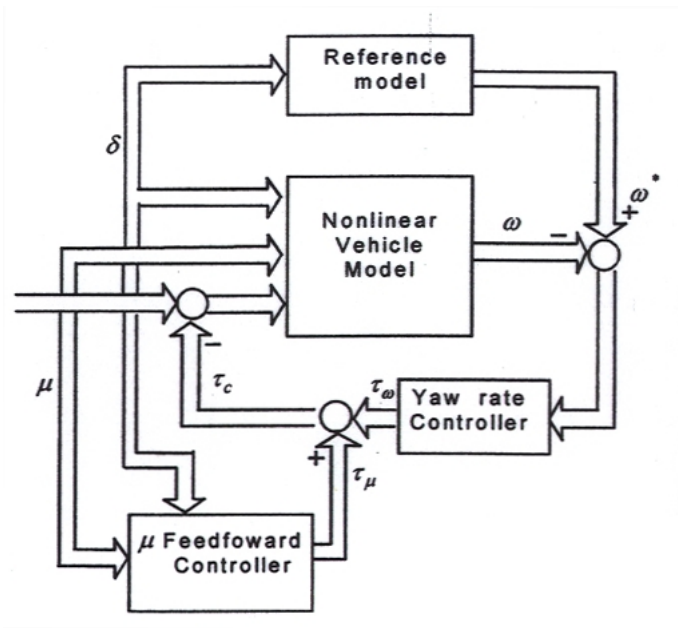 Reference
model
δ
ω*
+
Nonlinear
Vehicle
Model
ω
−
−
μ
τc
τω
Yaw rate
Controller
+
τμ
μ Feedfoward
Controller